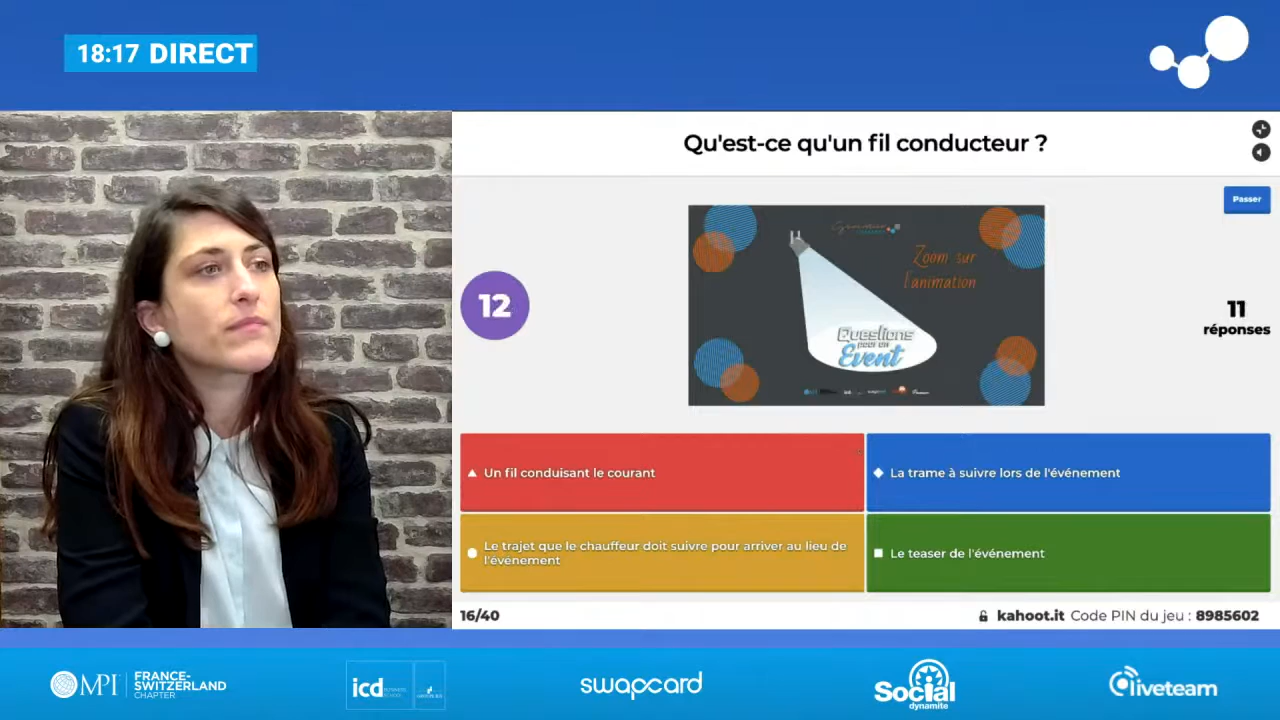 18:17 DIRECT
Qu'est-ce qu'un fil conducteur ?
Passer
12
Zoom sur
l'animation
Questions
pour un
Event
11
réponses
Un fil conduisant le courant
La trame à suivre lors de l'événement
Le trajet que le chauffeur doit suivre pour arriver au lieu de
l'événement
Le teaser de l'événement
16/40
kahoot.it Code PIN du jeu : 8985602
MPI FRANCE-
SWITZERLAND
CHAPTER
icd BUSINESS
SCHOOL
swapcard
Social
dynamite
liveteam